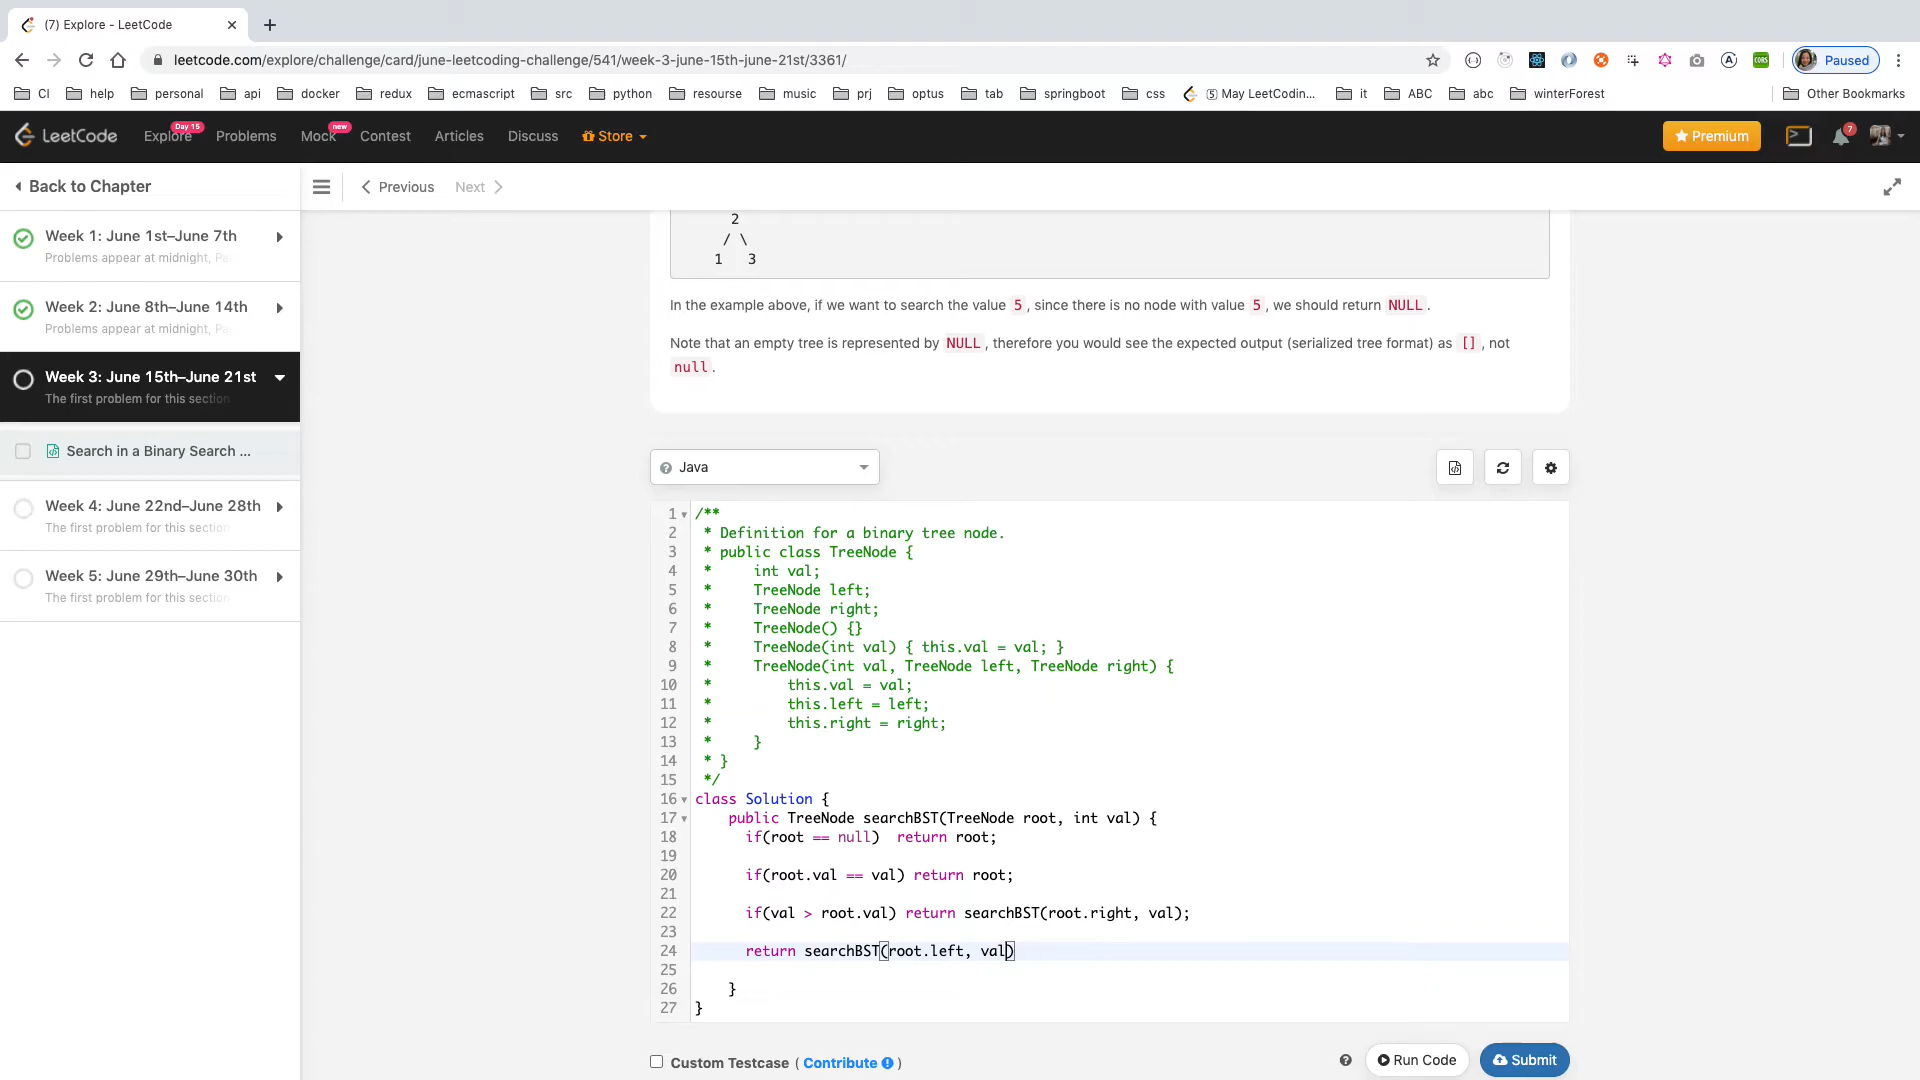 (7) Explore - LeetCode
leetcode.com/explore/challenge/card/june-leetcoding-challenge/541/week-3-june-15th-june-21st/3361/
Paused
CI help personal api docker redux ecmascript src python resourse music prj optus tab springboot css ⑤ May LeetCodin... it ABC abc winterForest Other Bookmarks
LeetCode Explore Day 15 Problems Mock new Contest Articles Discuss Store Premium 7
Back to Chapter
Previous Next
Week 1: June 1st–June 7th
Problems appear at midnight, Pa
Week 2: June 8th–June 14th
Problems appear at midnight, Pa
Week 3: June 15th–June 21st
The first problem for this section
Search in a Binary Search ...
Week 4: June 22nd–June 28th
The first problem for this section
Week 5: June 29th–June 30th
The first problem for this section
2
/ \
1 3
In the example above, if we want to search the value 5, since there is no node with value 5, we should return NULL.
Note that an empty tree is represented by NULL, therefore you would see the expected output (serialized tree format) as [], not
null.
Java
1 /**
2 * Definition for a binary tree node.
3 * public class TreeNode {
4 *     int val;
5 *     TreeNode left;
6 *     TreeNode right;
7 *     TreeNode() {}
8 *     TreeNode(int val) { this.val = val; }
9 *     TreeNode(int val, TreeNode left, TreeNode right) {
10 *         this.val = val;
11 *         this.left = left;
12 *         this.right = right;
13 *     }
14 * }
15 */
16 class Solution {
17     public TreeNode searchBST(TreeNode root, int val) {
18       if(root == null)  return root;
19
20       if(root.val == val) return root;
21
22       if(val > root.val) return searchBST(root.right, val);
23
24       return searchBST(root.left, val)
25
26     }
27 }
Custom Testcase ( Contribute )
Run Code
Submit